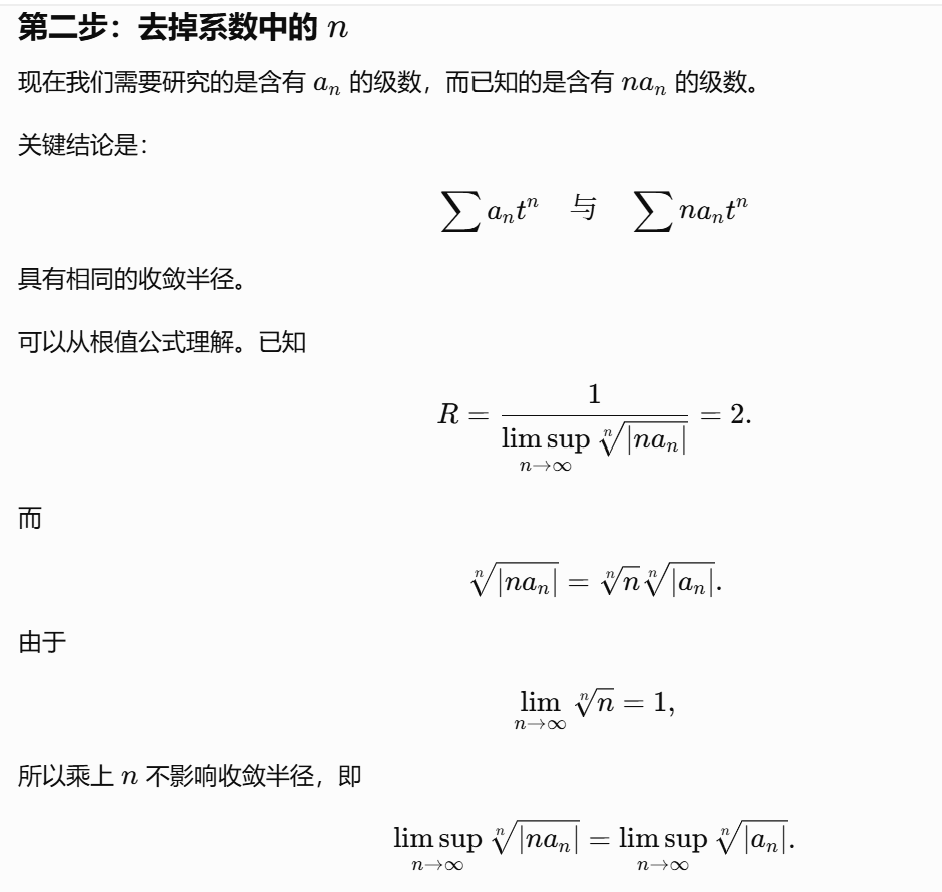 第二步：去掉系数中的 $n$
现在我们需要研究的是含有 $a_n$ 的级数，而已知的是含有 $na_n$ 的级数。
关键结论是：
$$\sum a_n t^n \quad \text{与} \quad \sum n a_n t^n$$
具有相同的收敛半径。
可以从根值公式理解。已知
$$R = \frac{1}{\limsup\limits_{n\to\infty} \sqrt[n]{|na_n|}} = 2.$$
而
$$\sqrt[n]{|na_n|} = \sqrt[n]{n}\sqrt[n]{|a_n|}.$$
由于
$$\lim_{n\to\infty} \sqrt[n]{n} = 1,$$
所以乘上 $n$ 不影响收敛半径，即
$$\limsup_{n\to\infty} \sqrt[n]{|na_n|} = \limsup_{n\to\infty} \sqrt[n]{|a_n|}.$$